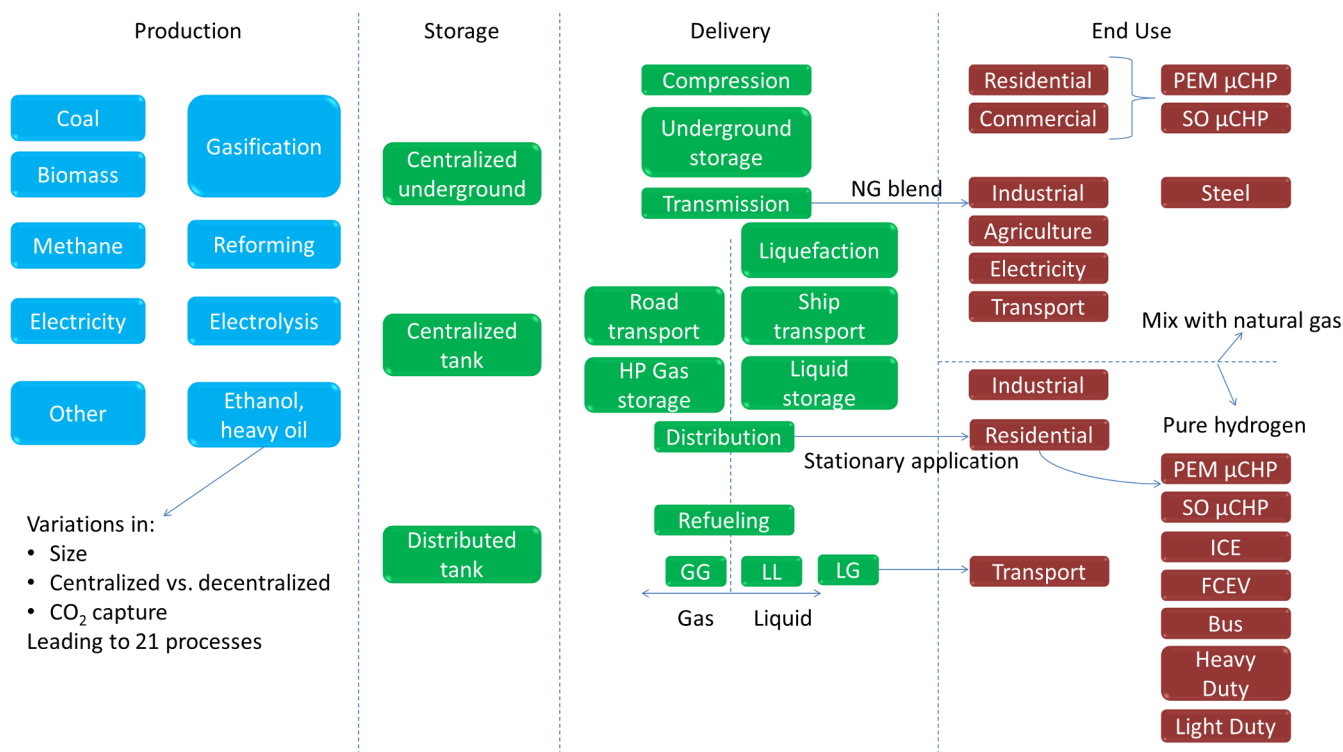 Production
Coal
Biomass
Gasification
Methane
Reforming
Electricity
Electrolysis
Other
Ethanol,
heavy oil
Variations in:
• Size
• Centralized vs. decentralized
• CO2 capture
Leading to 21 processes
Storage
Centralized
underground
Centralized
tank
Distributed
tank
Delivery
Compression
Underground
storage
Transmission
NG blend
Liquefaction
Road
transport
Ship
transport
HP Gas
storage
Liquid
storage
Distribution
Stationary application
Refueling
GG
LL
LG
Gas
Liquid
End Use
Residential
Commercial
PEM μCHP
SO μCHP
Industrial
Steel
Agriculture
Electricity
Transport
Mix with natural gas
Industrial
Residential
Pure hydrogen
PEM μCHP
SO μCHP
ICE
FCEV
Transport
Bus
Heavy
Duty
Light Duty